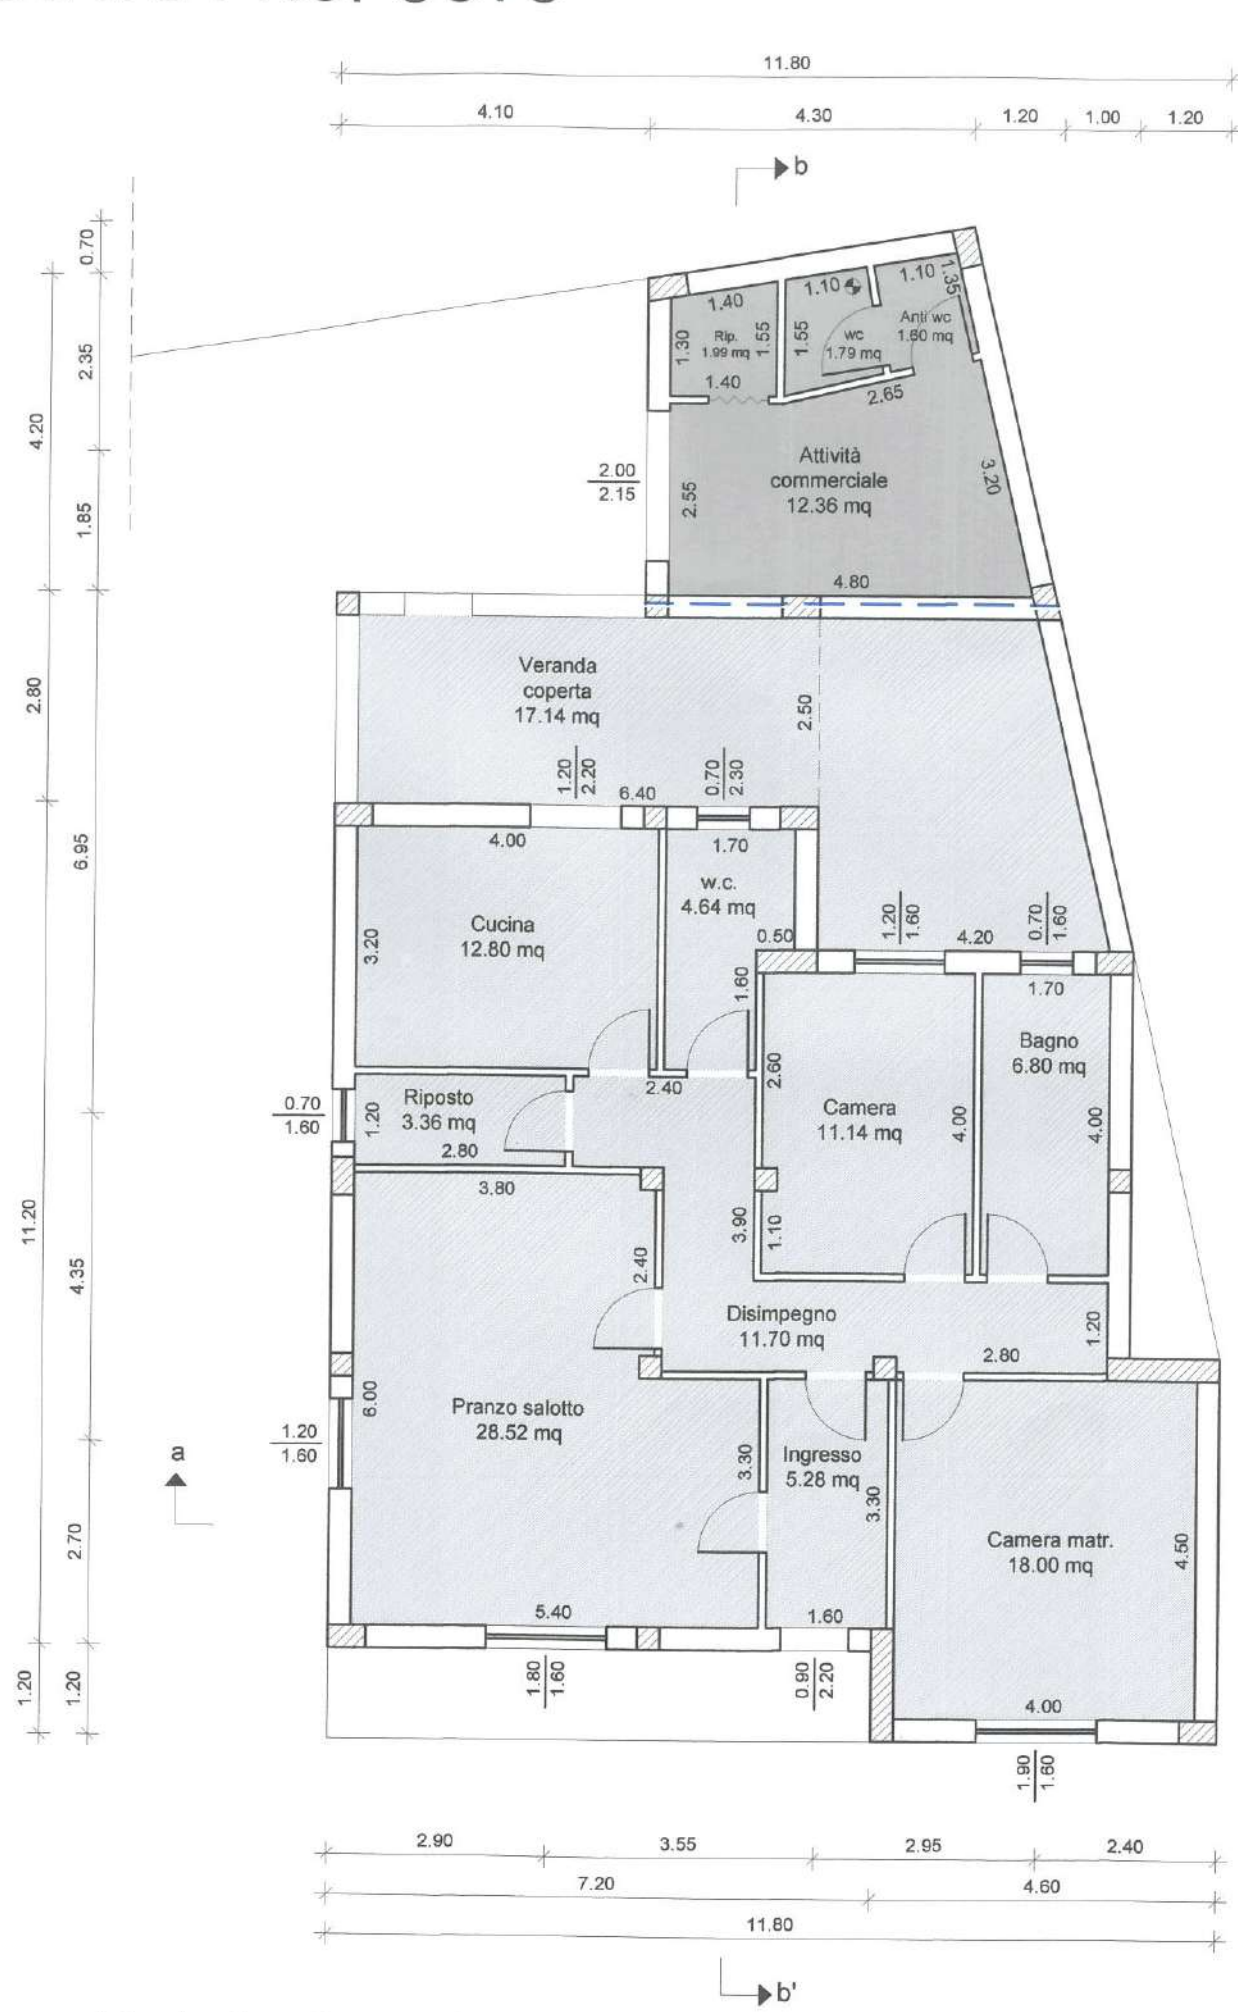 11.80
4.10 4.30 1.20 1.00 1.20
b
0.70
2.35
4.20
1.85
2.80
6.95
11.20
4.35
2.70
1.20
1.20
1.40
1.30
Rip.
1.99 mq
1.55
1.40
1.10
1.55
wc
1.79 mq
1.10
1.35
Anti wc
1.60 mq
2.65
2.00
2.15
2.55
Attività
commerciale
12.36 mq
3.20
4.80
Veranda
coperta
17.14 mq
2.50
1.20
2.20
6.40
0.70
2.30
4.00
Cucina
12.80 mq
3.20
1.70
w.c.
4.64 mq
0.50
1.60
1.20
1.60
4.20
0.70
1.60
1.70
Bagno
6.80 mq
4.00
2.60
Camera
11.14 mq
4.00
1.10
2.40
0.70
1.60
1.20
Riposto
3.36 mq
2.80
3.80
2.40
3.90
Disimpegno
11.70 mq
2.80
1.20
6.00
Pranzo salotto
28.52 mq
1.20
1.60
a
3.30
Ingresso
5.28 mq
3.30
1.60
5.40
Camera matr.
18.00 mq
4.50
4.00
1.80
1.60
0.90
2.20
1.90
1.60
2.90 3.55 2.95 2.40
7.20 4.60
11.80
b'